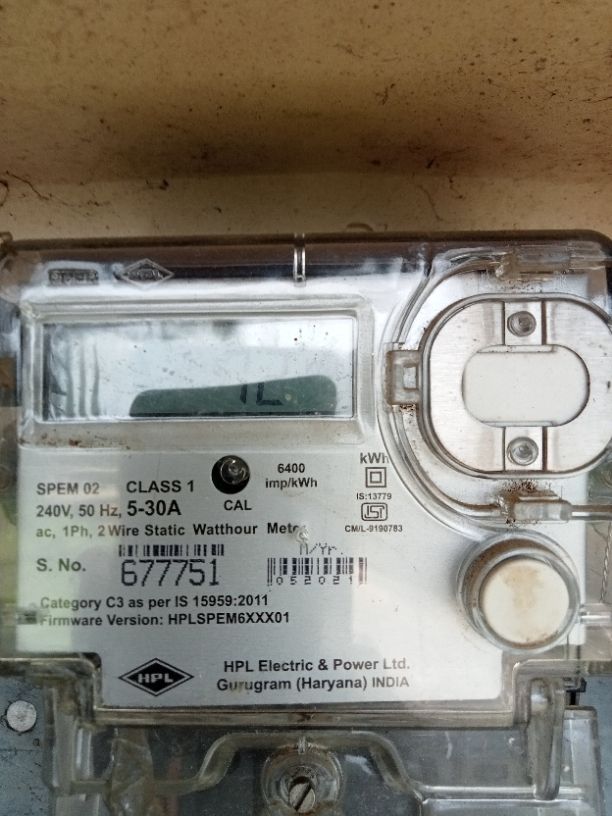 SPEM 02 CLASS 1
240V, 50 Hz, 5-30A
ac, 1Ph, 2 Wire Static Watthour Meter
CAL
6400
imp/kWh
kWh
IS:13779
ISI
CM/L-9190783
S. No. 677751
M/Yr.
052021
Category C3 as per IS 15959:2011
Firmware Version: HPLSPEM6XXX01
HPL
HPL Electric & Power Ltd.
Gurugram (Haryana) INDIA